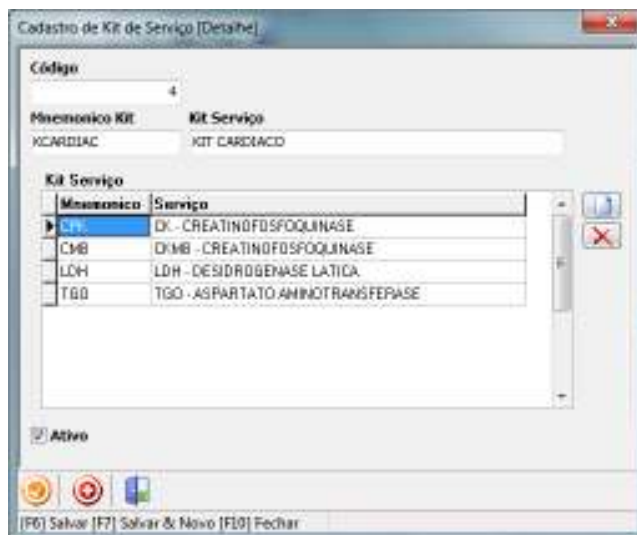 Cadastro de Kit de Serviço [Detalhe]
Código
4
Mnemonico Kit Kit Serviço
KCARDIAC KIT CARDIACO
Kit Serviço
Mnemonico Serviço
CPK CK - CREATINOFOSFOQUINASE
CMB CKMB - CREATINOFOSFOQUINASE
LDH LDH - DESIDROGENASE LATICA
TGO TGO - ASPARTATO AMINOTRANSFERASE
Ativo
[F6] Salvar [F7] Salvar & Novo [F10] Fechar